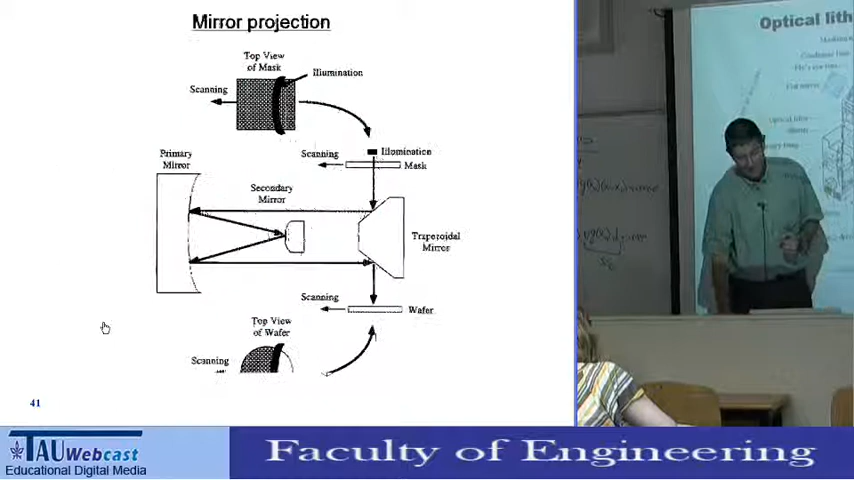 Mirror projection
Top View
of Mask
Illumination
Scanning
Illumination
Scanning
Mask
Primary
Mirror
Secondary
Mirror
Trapezoidal
Mirror
Scanning
Wafer
Top View
of Wafer
Scanning
41
Optical lith
TAU Webcast
Educational Digital Media
Faculty of Engineering